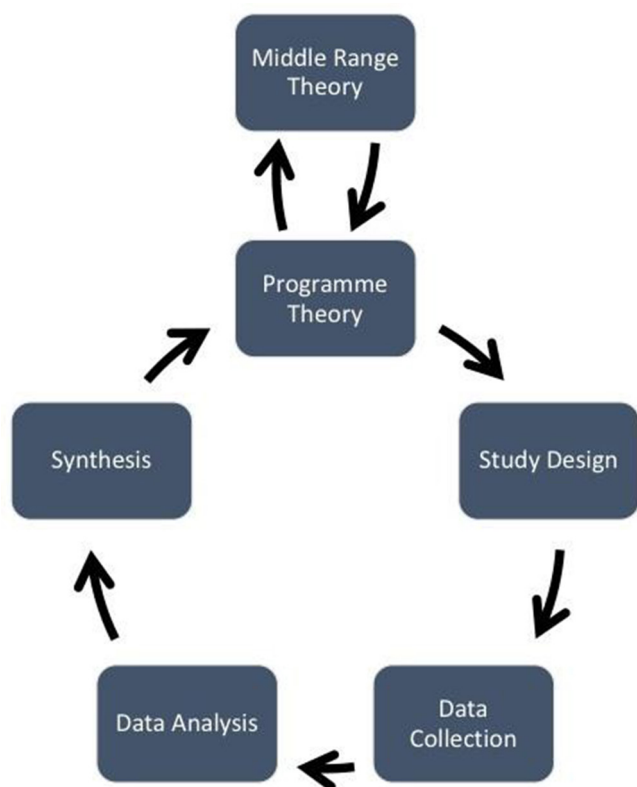 Middle Range
Theory
Programme
Theory
Synthesis
Study Design
Data Analysis
Data
Collection